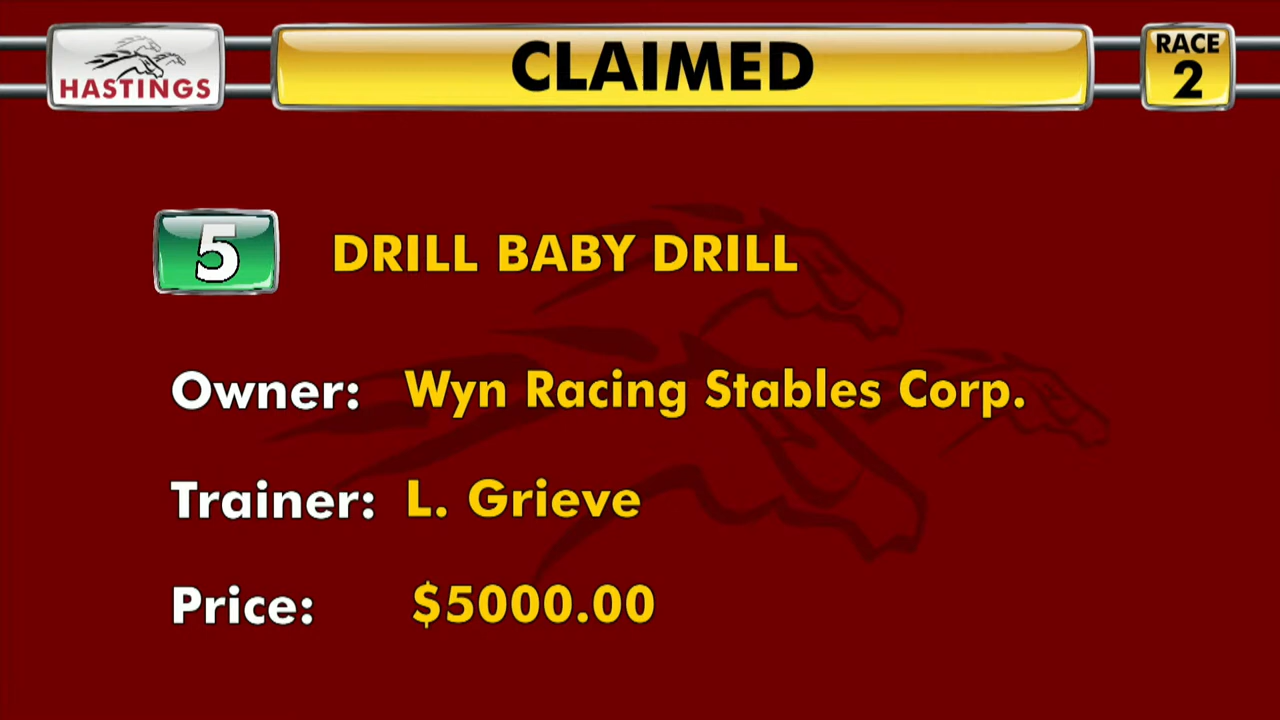 HASTINGS
CLAIMED
RACE
2
5 DRILL BABY DRILL
Owner: Wyn Racing Stables Corp.
Trainer: L. Grieve
Price: $5000.00